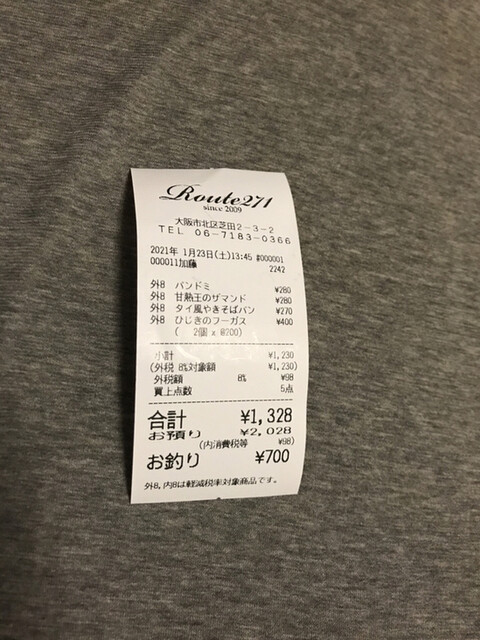 Route271
since 2009
大阪市北区芝田2-3-2
TEL 06-7183-0366
2021年 1月23日(土)13:45 #000001
000011加藤 2242
外8 パンドミ ¥280
外8 甘熟王のザマンド ¥280
外8 タイ風やきそばパン ¥270
外8 ひじきのフーガス ¥400
( 2個 x @200)
小計 ¥1,230
(外税 8%対象額 ¥1,230)
外税額 8% ¥98
買上点数 5点
合計 ¥1,328
お預り ¥2,028
(内消費税等 ¥98)
お釣り ¥700
外8,内8は軽減税率対象商品です。